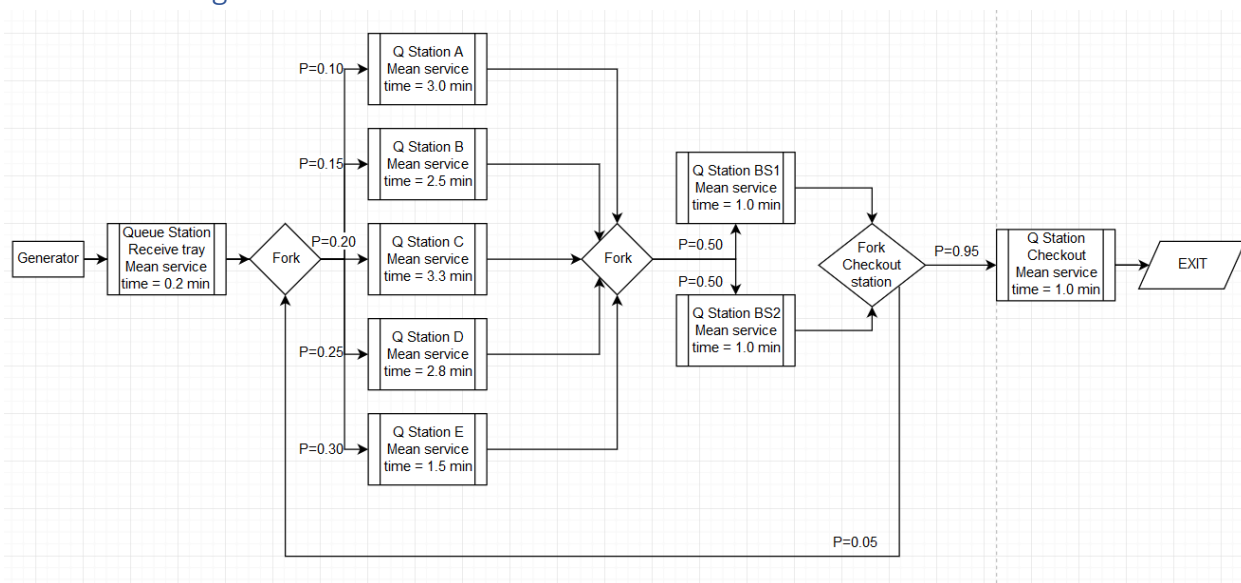 P=0.10
Q Station A
Mean service
time = 3.0 min
P=0.15
Q Station B
Mean service
time = 2.5 min
Generator
Queue Station
Receive tray
Mean service
time = 0.2 min
Fork
P=0.20
Q Station C
Mean service
time = 3.3 min
P=0.25
Q Station D
Mean service
time = 2.8 min
P=0.30
Q Station E
Mean service
time = 1.5 min
Fork
P=0.50
P=0.50
Q Station BS1
Mean service
time = 1.0 min
Q Station BS2
Mean service
time = 1.0 min
Fork
Checkout
station
P=0.95
P=0.05
Q Station
Checkout
Mean service
time = 1.0 min
EXIT